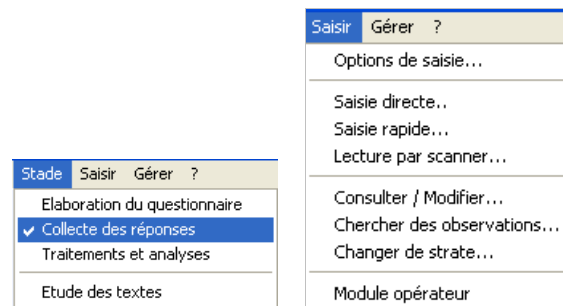 Stade Saisir Gérer ?
Elaboration du questionnaire
Collecte des réponses
Traitements et analyses
Etude des textes
Saisir Gérer ?
Options de saisie...
Saisie directe..
Saisie rapide...
Lecture par scanner...
Consulter / Modifier...
Chercher des observations...
Changer de strate...
Module opérateur